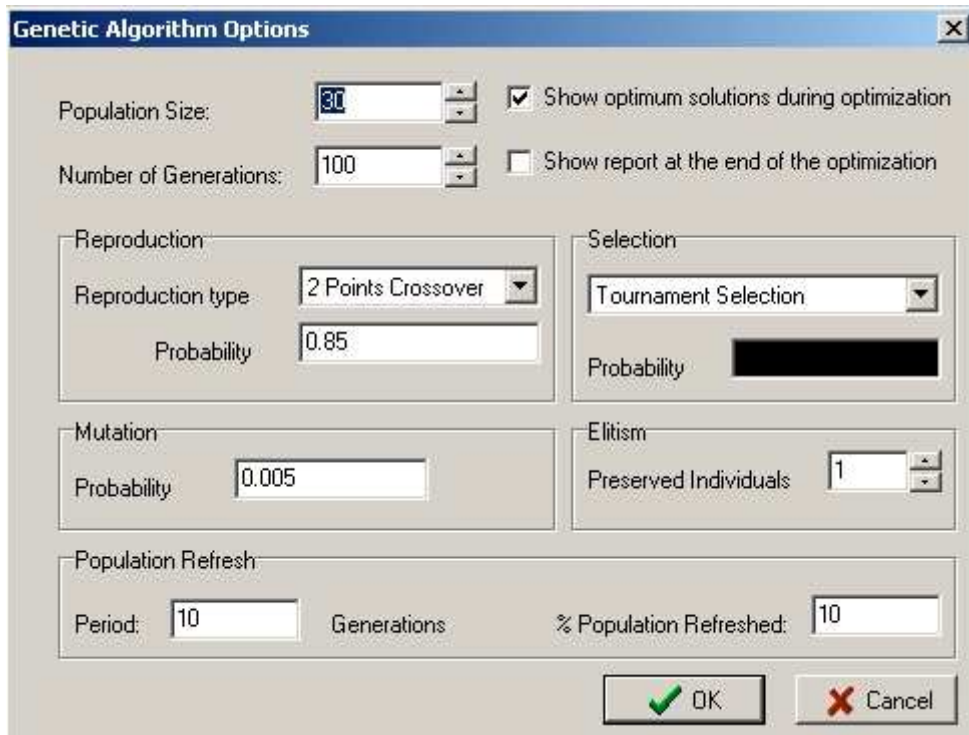 Genetic Algorithm Options
Population Size: 30
Show optimum solutions during optimization
Number of Generations: 100
Show report at the end of the optimization
Reproduction
Reproduction type 2 Points Crossover
Probability 0.85
Selection
Tournament Selection
Probability
Mutation
Probability 0.005
Elitism
Preserved Individuals 1
Population Refresh
Period: 10 Generations % Population Refreshed: 10
OK Cancel